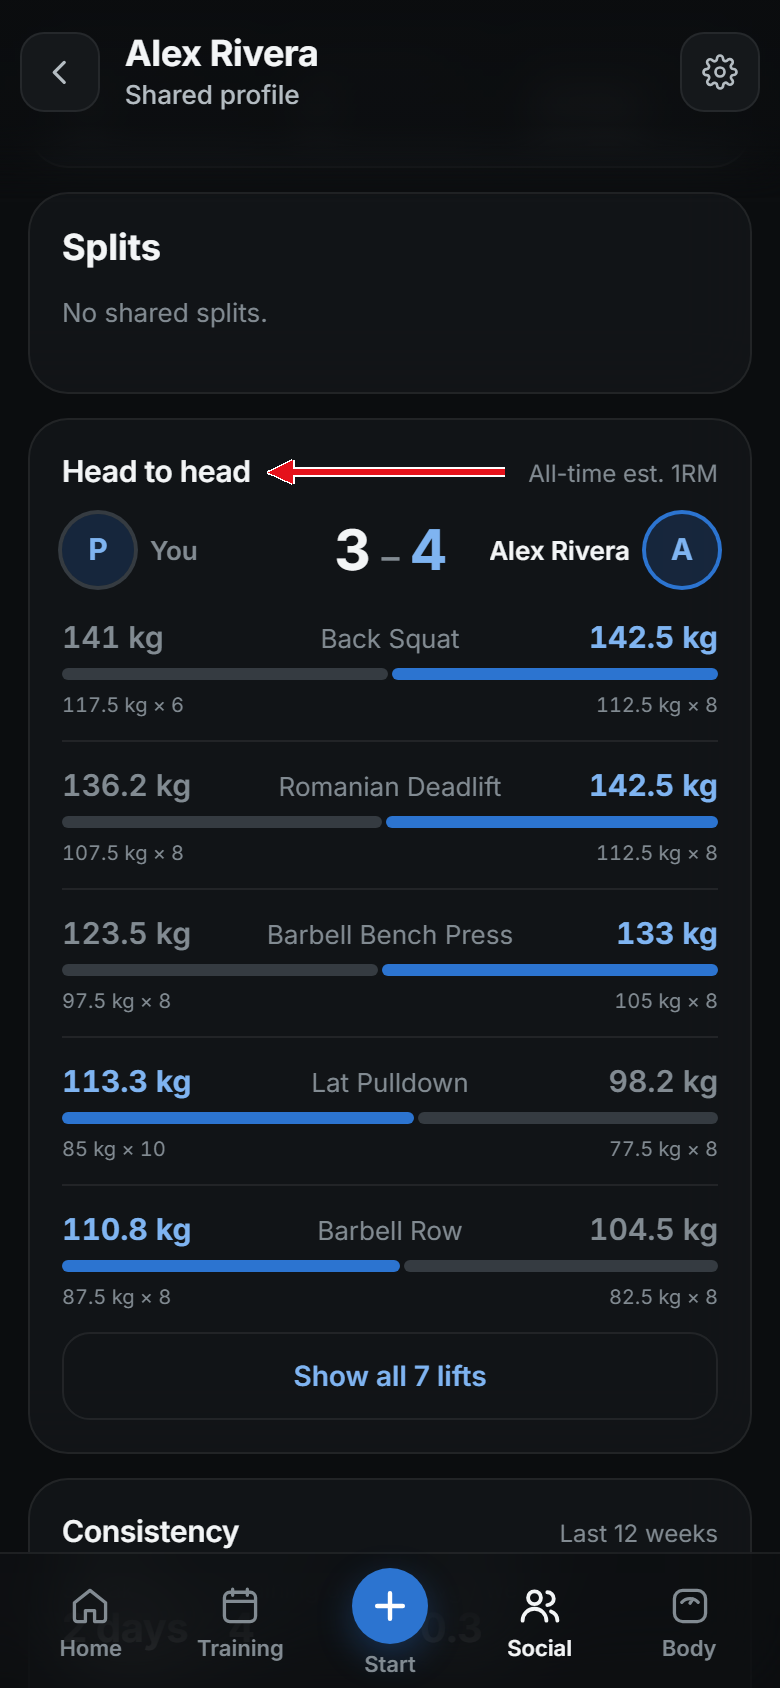 Alex Rivera
Shared profile
Splits
No shared splits.
Head to head
All-time est. 1RM
P You 3 – 4 Alex Rivera A
141 kg Back Squat 142.5 kg
117.5 kg × 6 112.5 kg × 8
136.2 kg Romanian Deadlift 142.5 kg
107.5 kg × 8 112.5 kg × 8
123.5 kg Barbell Bench Press 133 kg
97.5 kg × 8 105 kg × 8
113.3 kg Lat Pulldown 98.2 kg
85 kg × 10 77.5 kg × 8
110.8 kg Barbell Row 104.5 kg
87.5 kg × 8 82.5 kg × 8
Show all 7 lifts
Consistency Last 12 weeks
2 days 4 0.3
Home Training Start Social Body